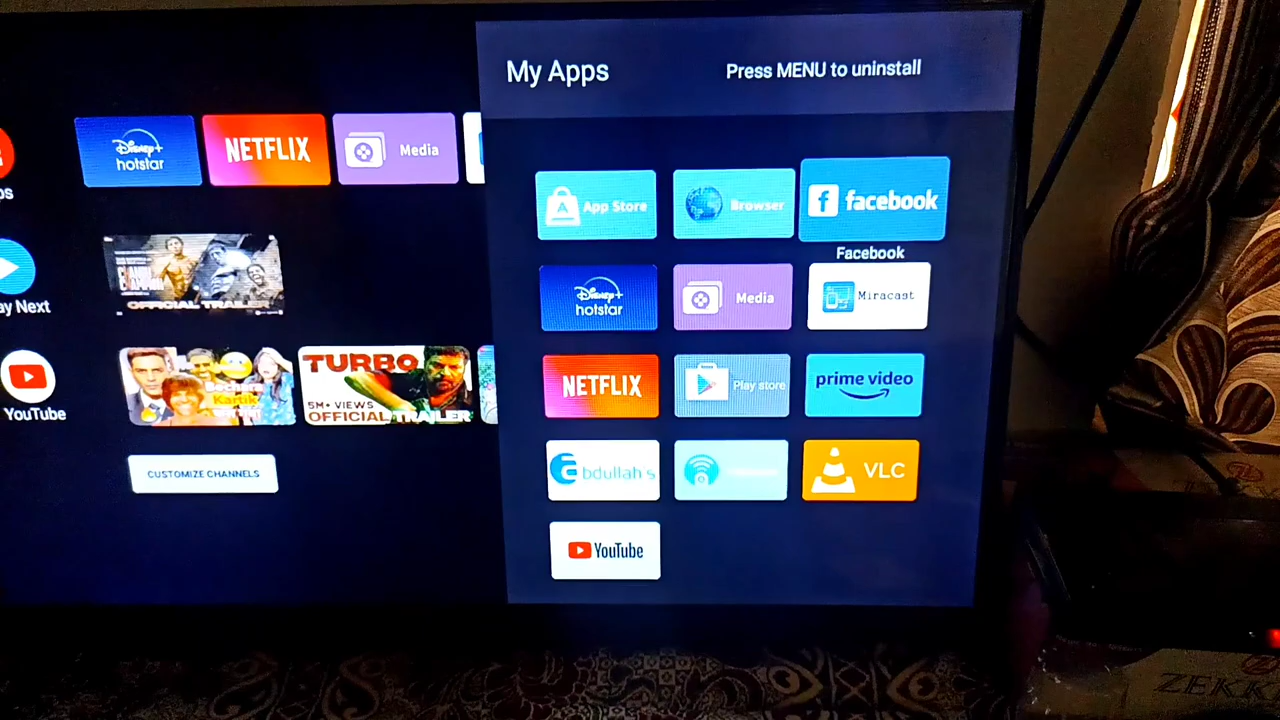 My Apps
Press MENU to uninstall
Disney+
hotstar
NETFLIX
Media
App Store
Browser
facebook
Facebook
OFFICIAL TRAILER
Disney+
hotstar
Media
Miracast
ay Next
NETFLIX
Play store
prime video
YouTube
Bechara
Kartik
TURBO
5M+ VIEWS
OFFICIAL TRAILER
CUSTOMIZE CHANNELS
bdullah s
VLC
YouTube